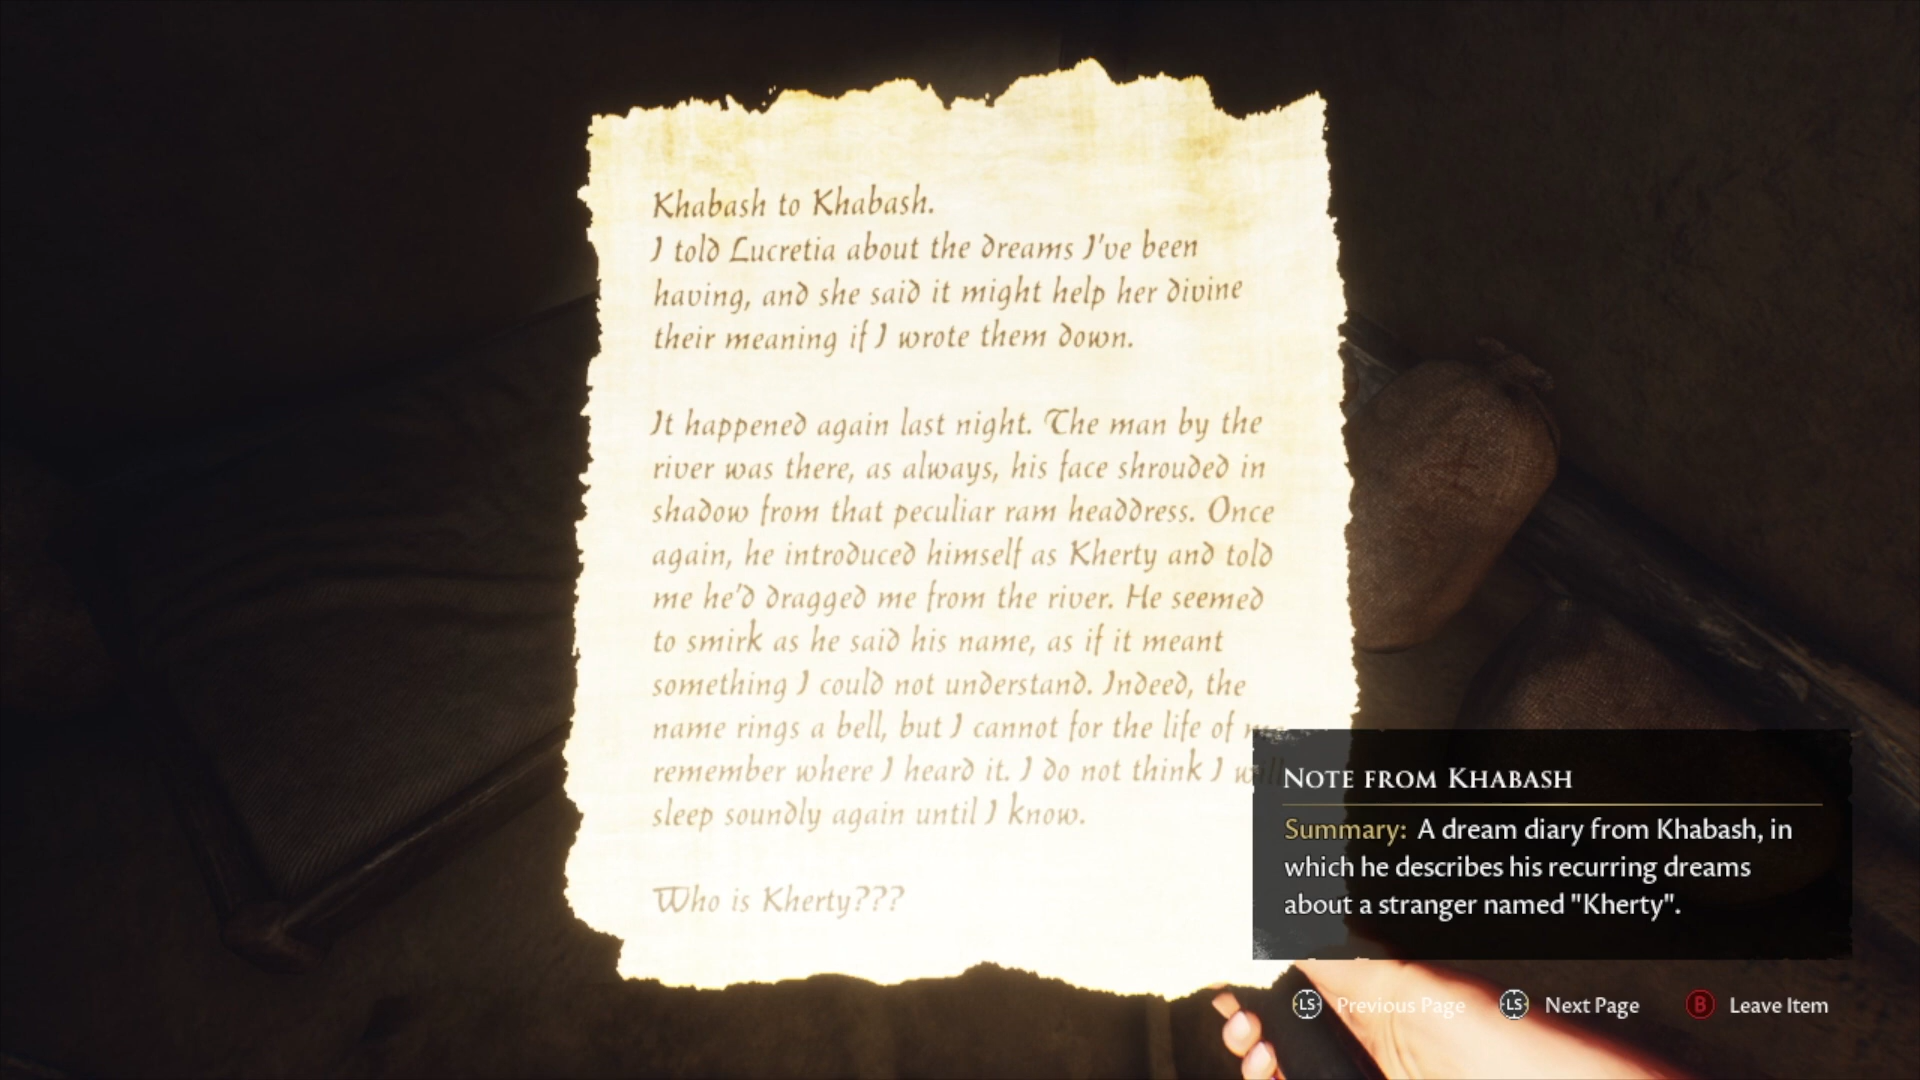 Khabash to Khabash.
I told Lucretia about the dreams I've been
having, and she said it might help her divine
their meaning if I wrote them down.
It happened again last night. The man by the
river was there, as always, his face shrouded in
shadow from that peculiar ram headdress. Once
again, he introduced himself as Kherty and told
me he'd dragged me from the river. He seemed
to smirk as he said his name, as if it meant
something I could not understand. Indeed, the
name rings a bell, but I cannot for the life of me
remember where I heard it. I do not think I will
sleep soundly again until I know.
Who is Kherty???
Note from Khabash
Summary: A dream diary from Khabash, in
which he describes his recurring dreams
about a stranger named "Kherty".
LS Previous Page LS Next Page B Leave Item